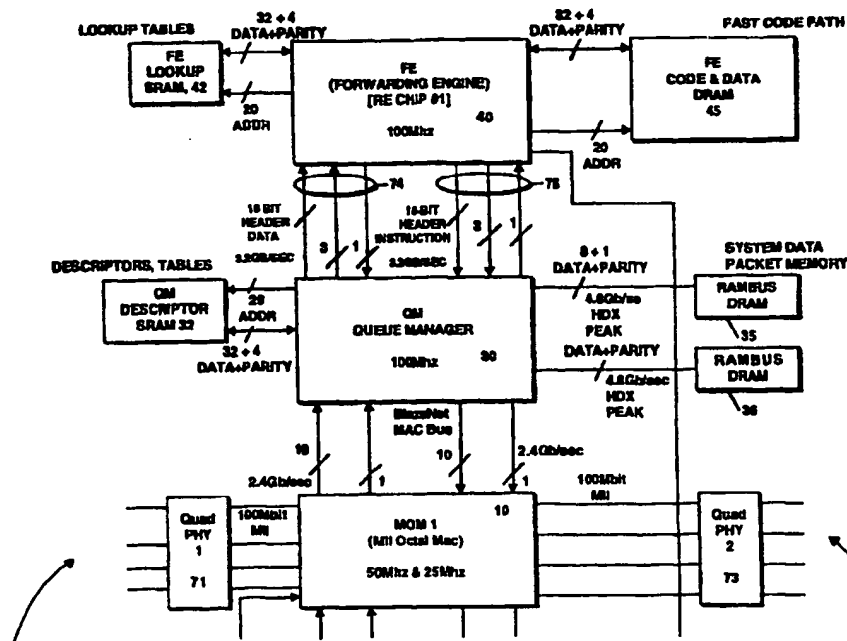 LOOKUP TABLES
32 + 4
DATA+PARITY
FE
LOOKUP
SRAM, 42
20
ADDR
FE
(FORWARDING ENGINE)
[RE CHIP #1]
40
100Mhz
32 + 4
DATA+PARITY
FAST CODE PATH
FE
CODE & DATA
DRAM
45
20
ADDR
74
75
16-BIT
HEADER
DATA
3
1
3.2GB/SEC
16-BIT
HEADER
INSTRUCTION
3
1
3.2GB/SEC
DESCRIPTORS, TABLES
QM
DESCRIPTOR
SRAM 32
ADDR
32 + 4
DATA+PARITY
QM
QUEUE MANAGER
100Mhz
30
8 + 1
DATA+PARITY
SYSTEM DATA
PACKET MEMORY
RAMBUS
DRAM
35
HDX
PEAK
DATA+PARITY
4.8Gb/sec
HDX
PEAK
RAMBUS
DRAM
36
BlazeNet
MAC Bus
2.4Gb/sec
1
10
2.4Gb/sec
1
Quad
PHY
1
71
100Mbit
MII
MOM 1
(MII Octal Mac)
50Mhz & 25Mhz
10
100Mbit
MII
Quad
PHY
2
73